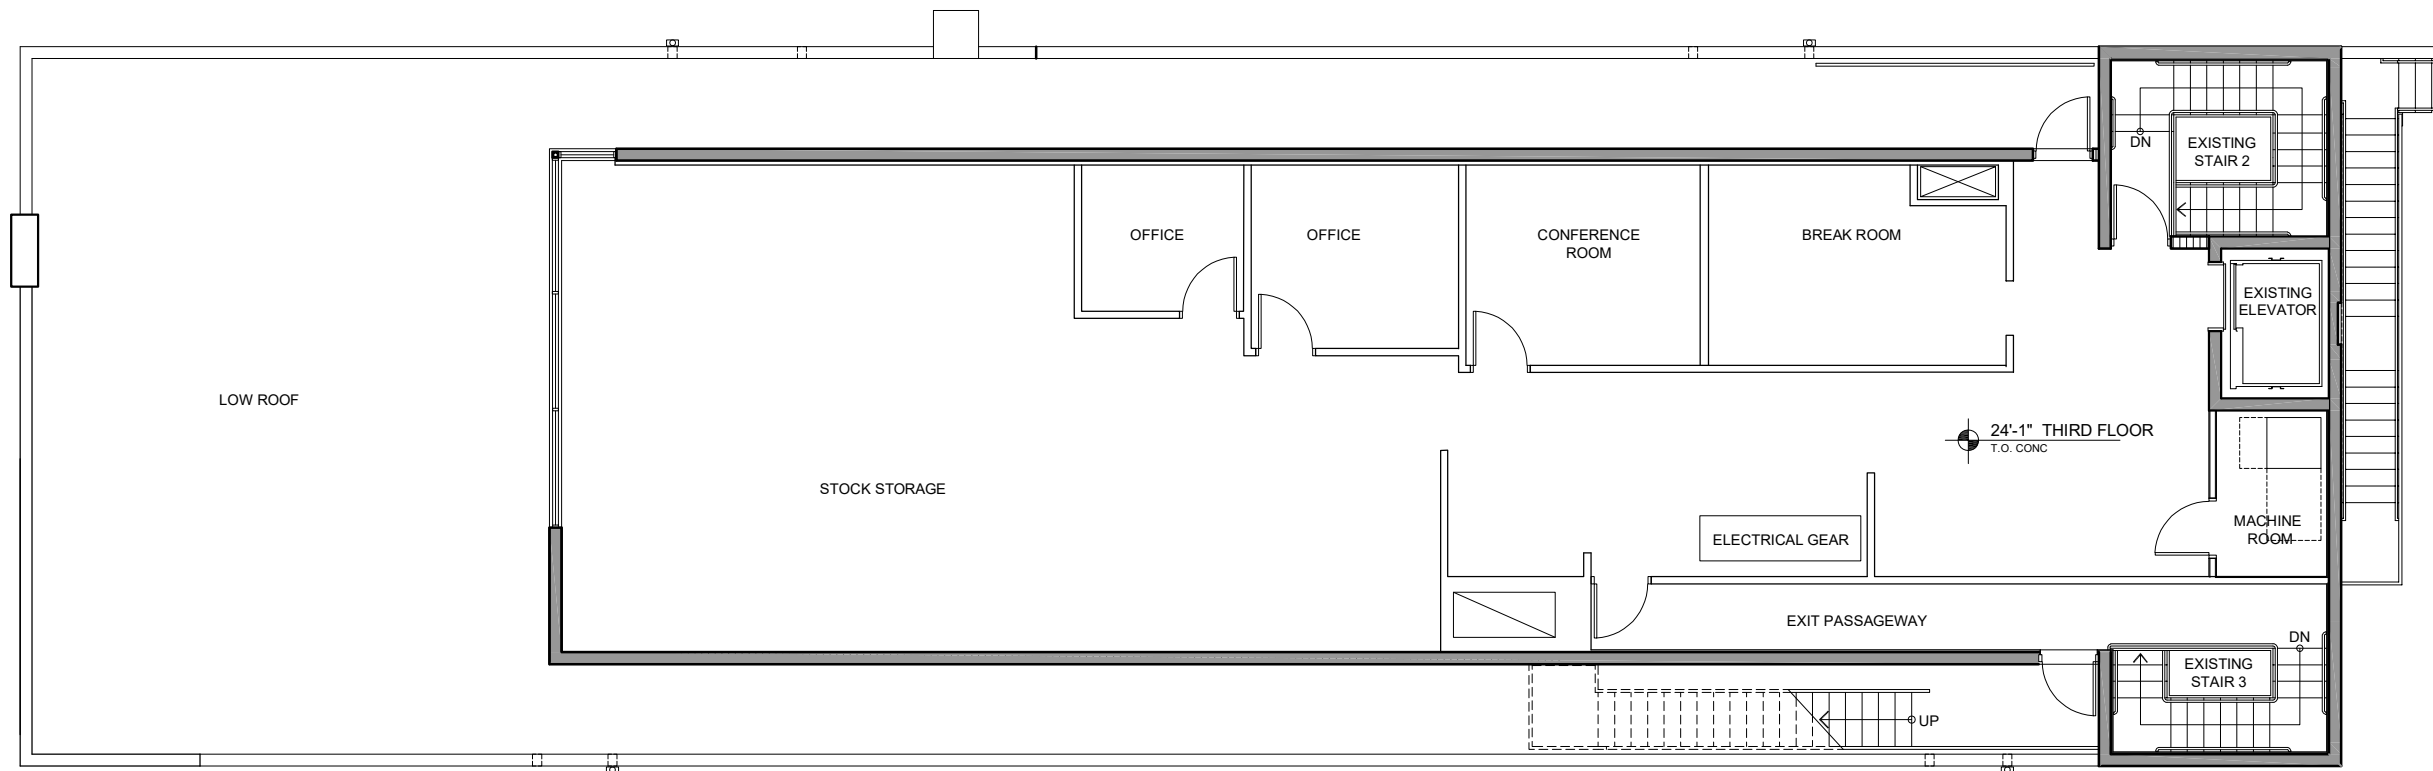 DN
EXISTING
STAIR 2
OFFICE
OFFICE
CONFERENCE
ROOM
BREAK ROOM
EXISTING
ELEVATOR
LOW ROOF
24'-1" THIRD FLOOR
T.O. CONC
STOCK STORAGE
MACHINE
ROOM
ELECTRICAL GEAR
EXIT PASSAGEWAY
DN
EXISTING
STAIR 3
UP